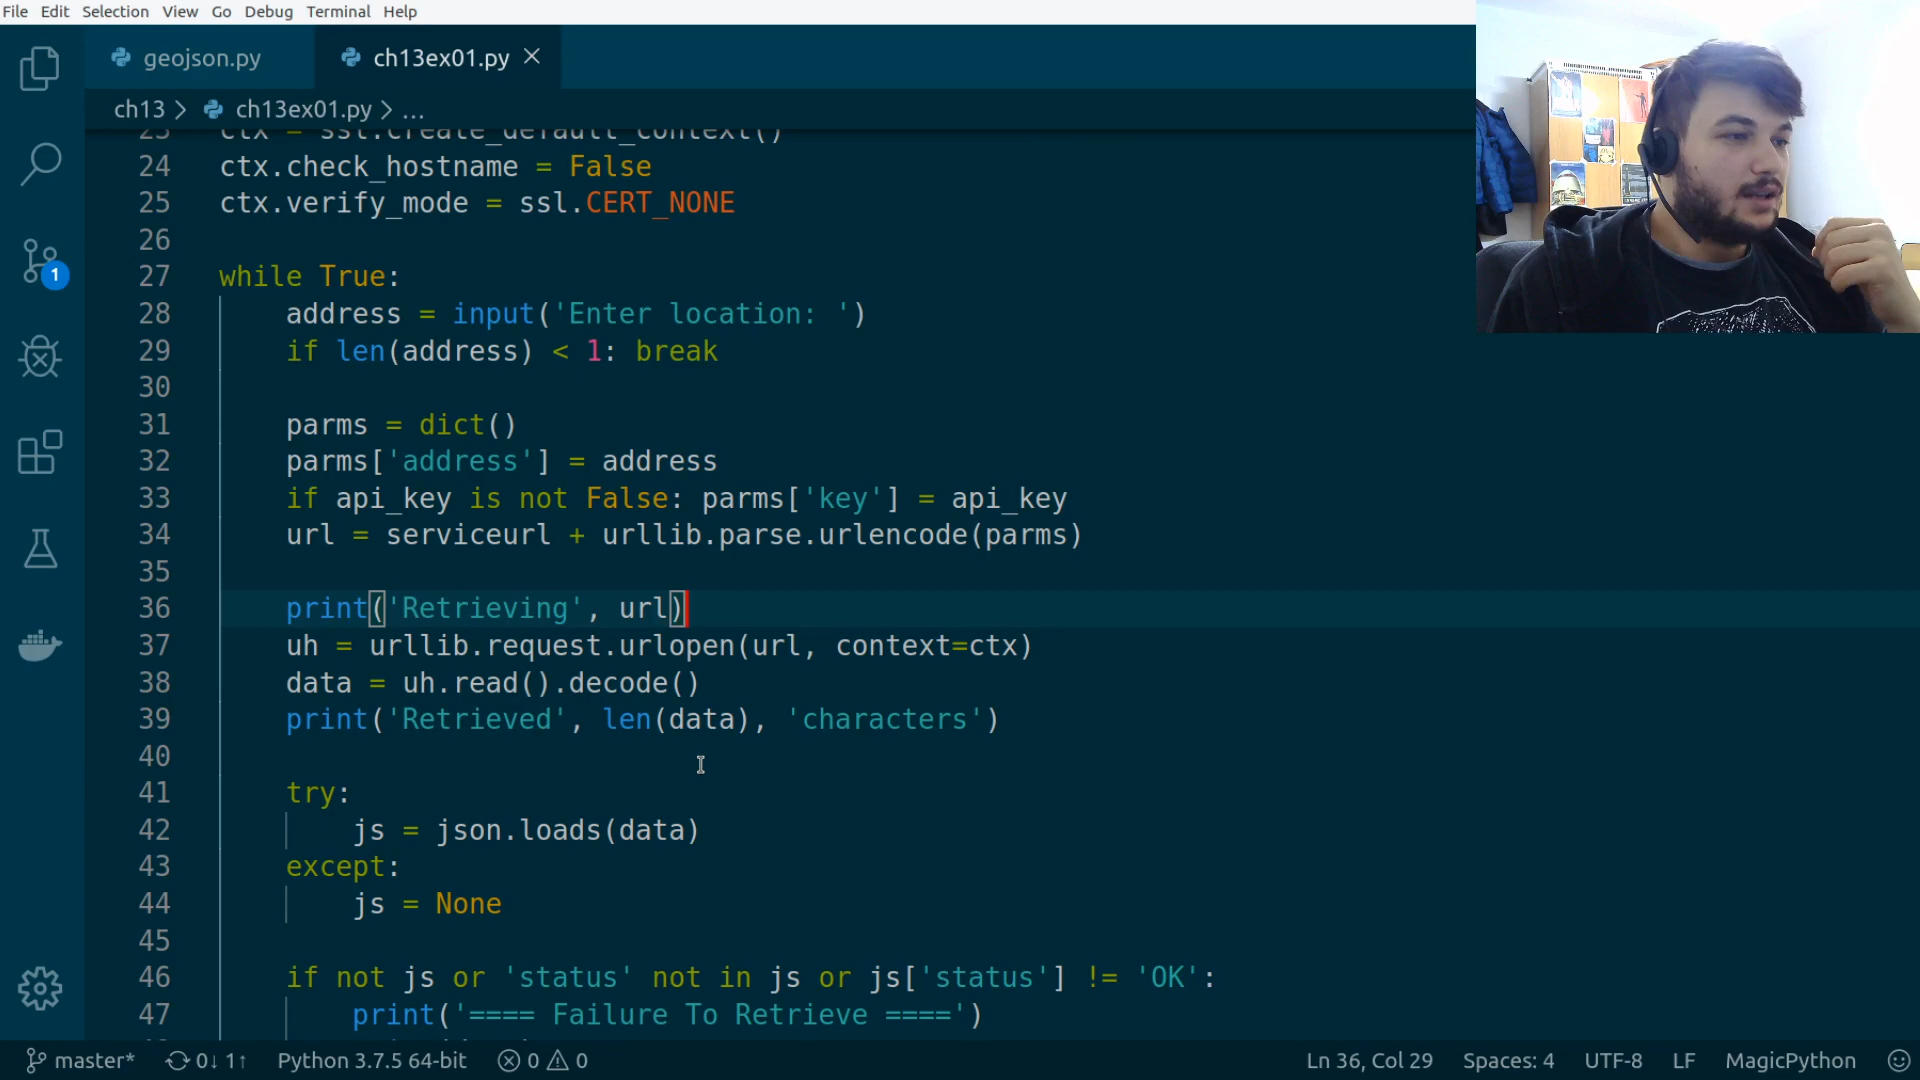 File Edit Selection View Go Debug Terminal Help
geojson.py ch13ex01.py
ch13 > ch13ex01.py > ...
23 ctx = ssl.create_default_context()
24 ctx.check_hostname = False
25 ctx.verify_mode = ssl.CERT_NONE
26
27 while True:
28 address = input('Enter location: ')
29 if len(address) < 1: break
30
31 parms = dict()
32 parms['address'] = address
33 if api_key is not False: parms['key'] = api_key
34 url = serviceurl + urllib.parse.urlencode(parms)
35
36 print('Retrieving', url)
37 uh = urllib.request.urlopen(url, context=ctx)
38 data = uh.read().decode()
39 print('Retrieved', len(data), 'characters')
40
41 try:
42 js = json.loads(data)
43 except:
44 js = None
45
46 if not js or 'status' not in js or js['status'] != 'OK':
47 print('==== Failure To Retrieve ====')
1
master* 0↓ 1↑ Python 3.7.5 64-bit 0 0 Ln 36, Col 29 Spaces: 4 UTF-8 LF MagicPython